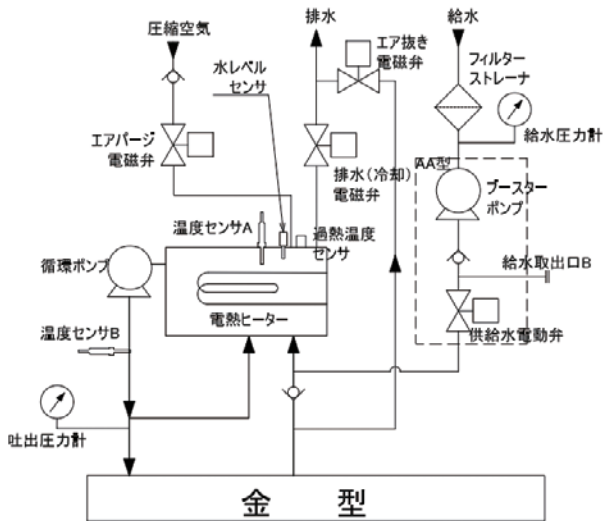 圧縮空気
排水
給水
エア抜き
電磁弁
フィルター
ストレーナ
水レベル
センサ
給水圧力計
エアパージ
電磁弁
排水(冷却)
電磁弁
AA型
ブースター
ポンプ
温度センサA
過熱温度
センサ
循環ポンプ
給水取出口B
電熱ヒーター
温度センサB
供給水電動弁
吐出圧力計
金型